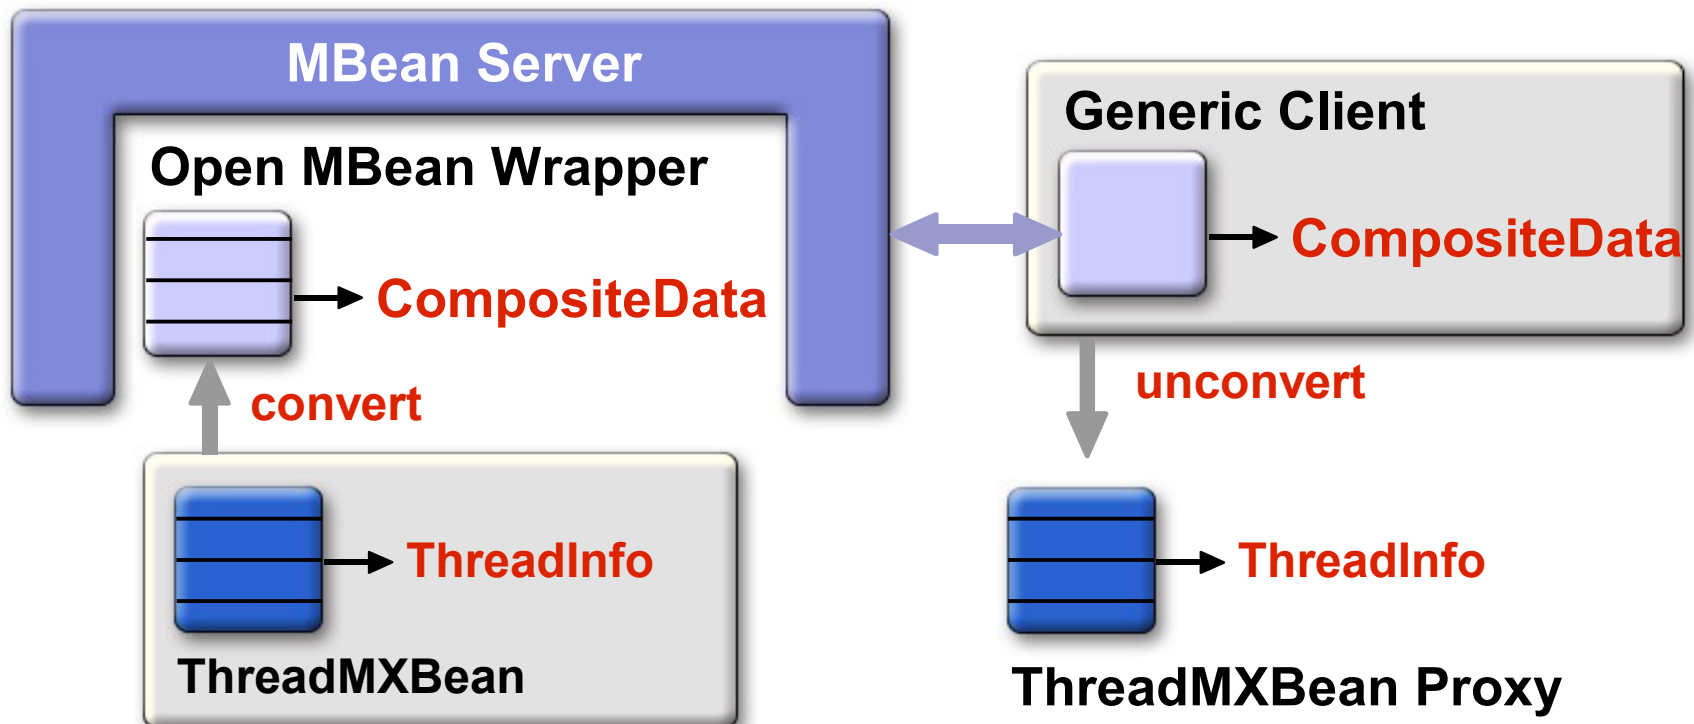 MBean Server
Open MBean Wrapper
CompositeData
convert
ThreadInfo
ThreadMXBean
Generic Client
CompositeData
unconvert
ThreadInfo
ThreadMXBean Proxy